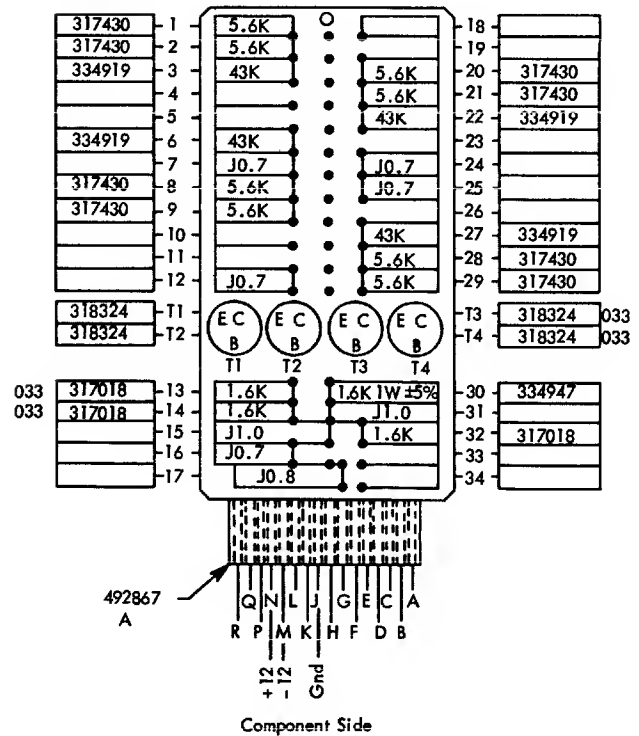 317430 1 5.6K 18
317430 2 5.6K 19
334919 3 43K 5.6K 20 317430
4 5.6K 21 317430
5 43K 22 334919
334919 6 43K 23
7 J0.7 J0.7 24
317430 8 5.6K J0.7 25
317430 9 5.6K 26
10 43K 27 334919
11 5.6K 28 317430
12 J0.7 5.6K 29 317430
318324 T1 E C E C E C E C T3 318324 033
318324 T2 B B B B T4 318324 033
T1 T2 T3 T4
033 317018 13 1.6K 1.6K 1W ±5% 30 334947
033 317018 14 1.6K J1.0 31
15 J1.0 1.6K 32 317018
16 J0.7 33
17 J0.8 34
492867
A
Q N L J G E C A
R P M K H F D B
+12 -12 Gnd
Component Side